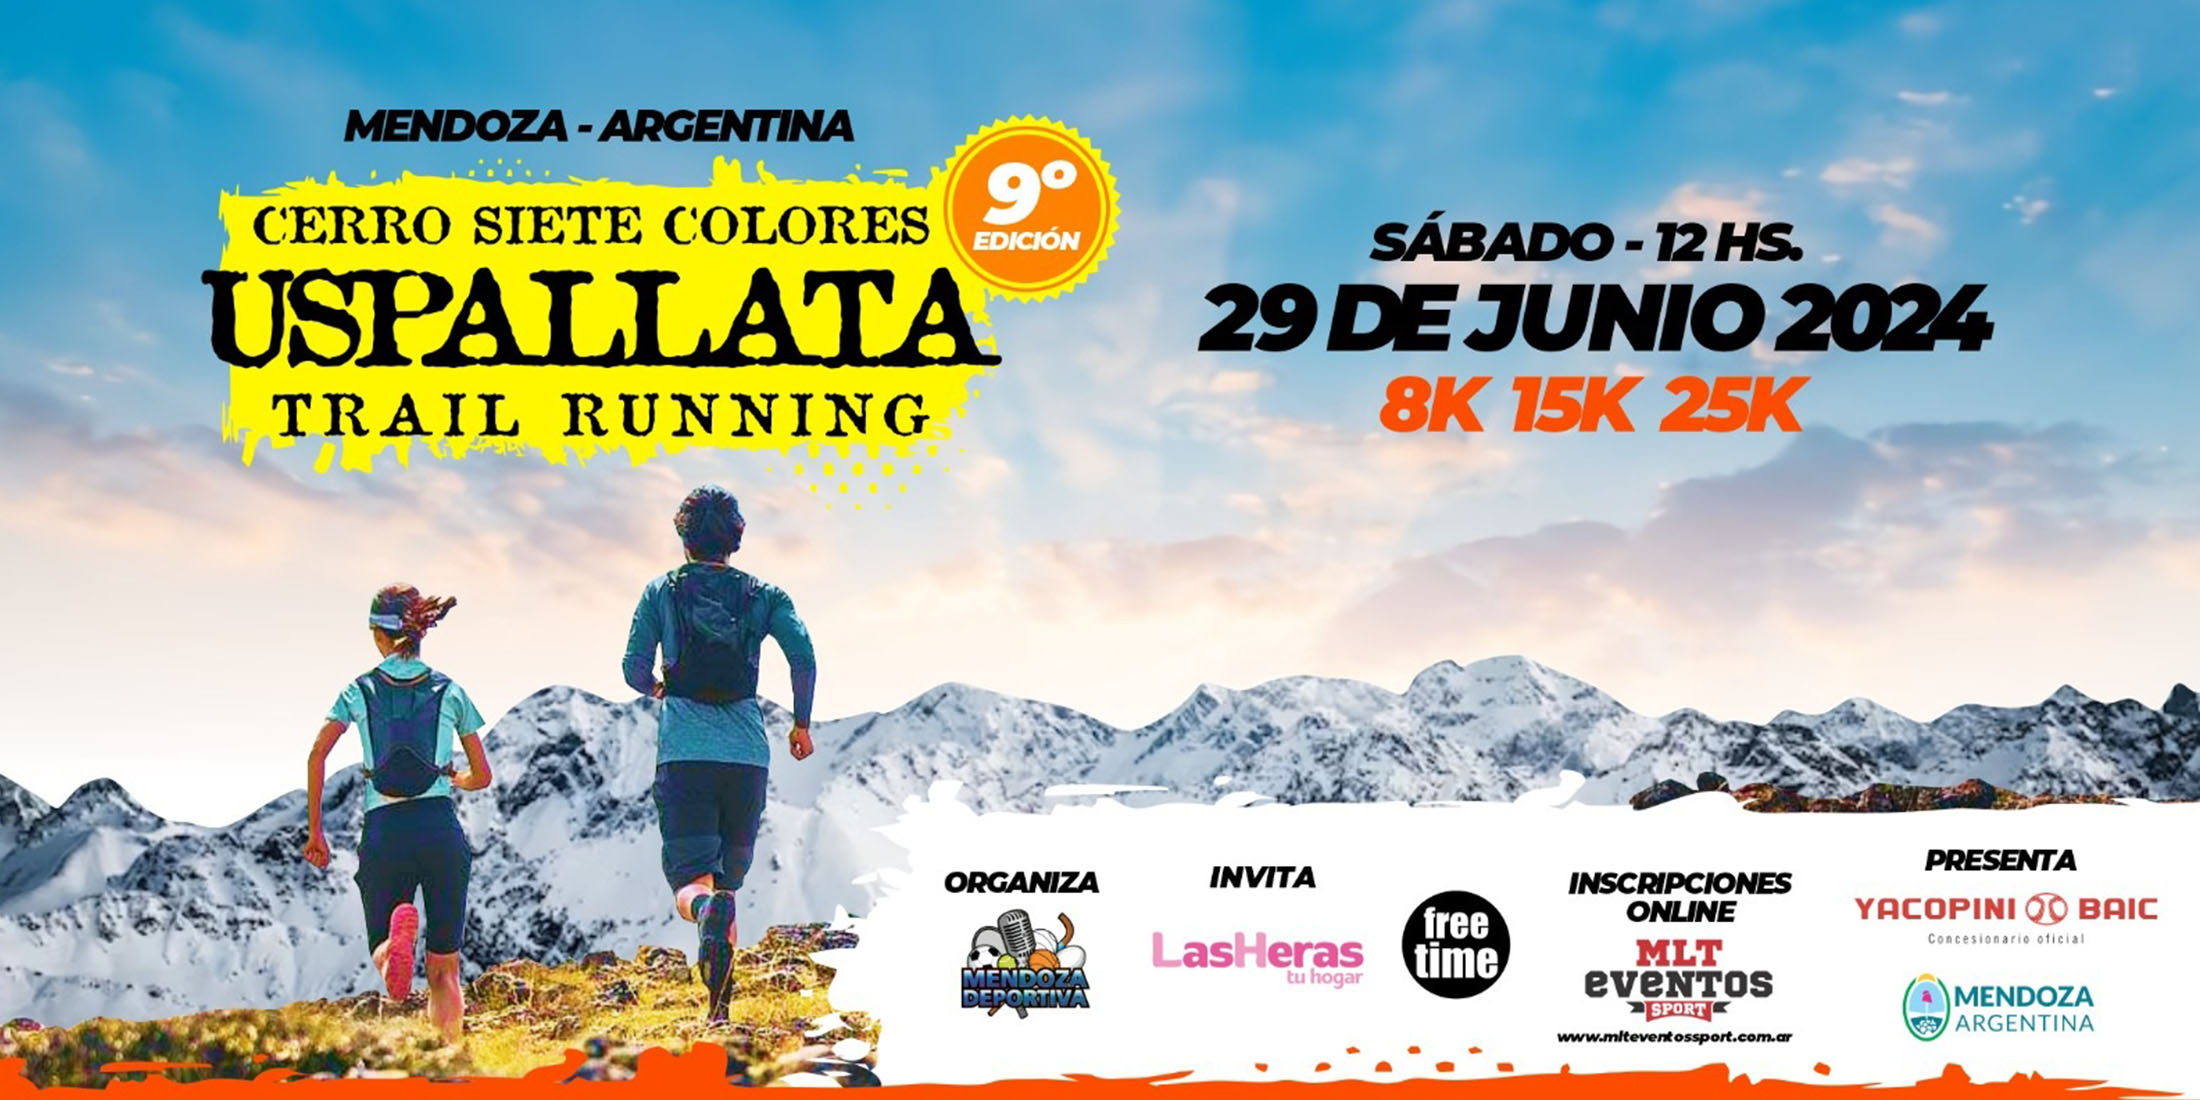 MENDOZA - ARGENTINA
CERRO SIETE COLORES
USPALLATA
TRAIL RUNNING
9º
EDICIÓN
SÁBADO - 12 HS.
29 DE JUNIO 2024
8K 15K 25K
ORGANIZA
MENDOZA
DEPORTIVA
INVITA
LasHeras
tu hogar
free
time
INSCRIPCIONES
ONLINE
MLT
eventos
SPORT
www.mlteventossport.com.ar
PRESENTA
YACOPINI BAIC
Concesionario oficial
MENDOZA
ARGENTINA